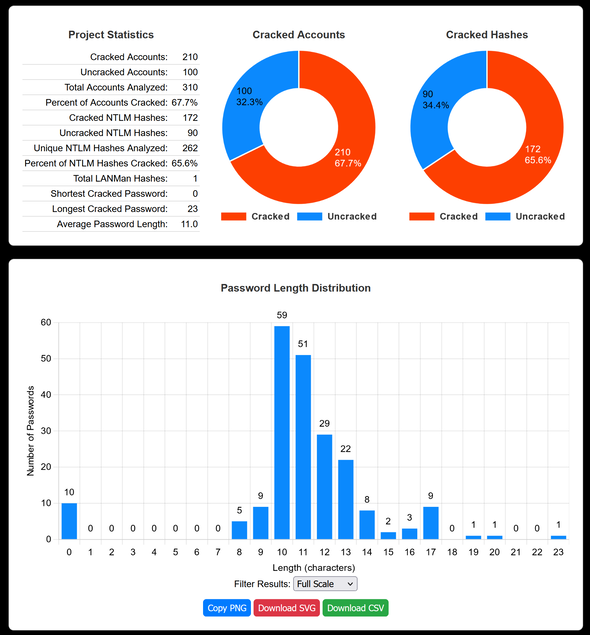 Project Statistics
Cracked Accounts: 210
Uncracked Accounts: 100
Total Accounts Analyzed: 310
Percent of Accounts Cracked: 67.7%
Cracked NTLM Hashes: 172
Uncracked NTLM Hashes: 90
Unique NTLM Hashes Analyzed: 262
Percent of NTLM Hashes Cracked: 65.6%
Total LANMan Hashes: 1
Shortest Cracked Password: 0
Longest Cracked Password: 23
Average Password Length: 11.0
Cracked Accounts
100
32.3%
210
67.7%
Cracked Uncracked
Cracked Hashes
90
34.4%
172
65.6%
Cracked Uncracked
Password Length Distribution
Number of Passwords
60
50
40
30
20
10
0
10 0 0 0 0 0 0 0 5 9 59 51 29 22 8 2 3 9 0 1 1 0 0 1
0 1 2 3 4 5 6 7 8 9 10 11 12 13 14 15 16 17 18 19 20 21 22 23
Length (characters)
Filter Results: Full Scale
Copy PNG Download SVG Download CSV